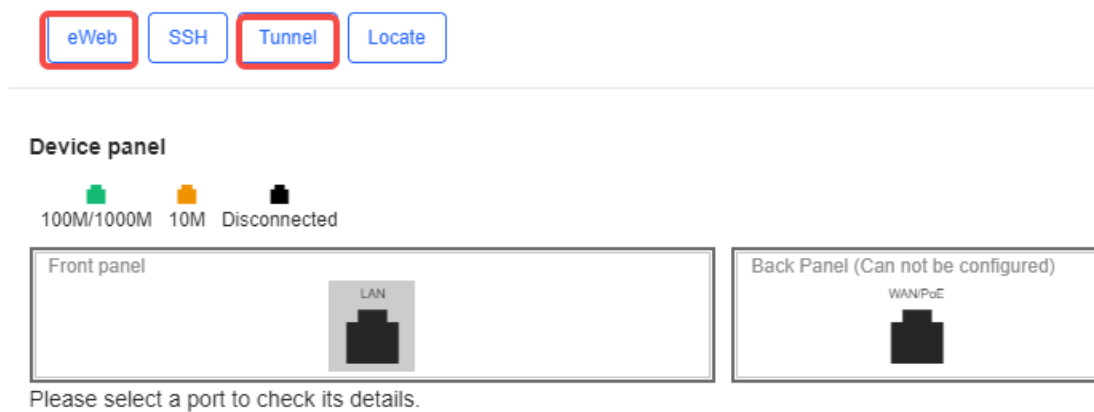 eWeb SSH Tunnel Locate
Device panel
100M/1000M 10M Disconnected
Front panel
LAN
Back Panel (Can not be configured)
WAN/PoE
Please select a port to check its details.